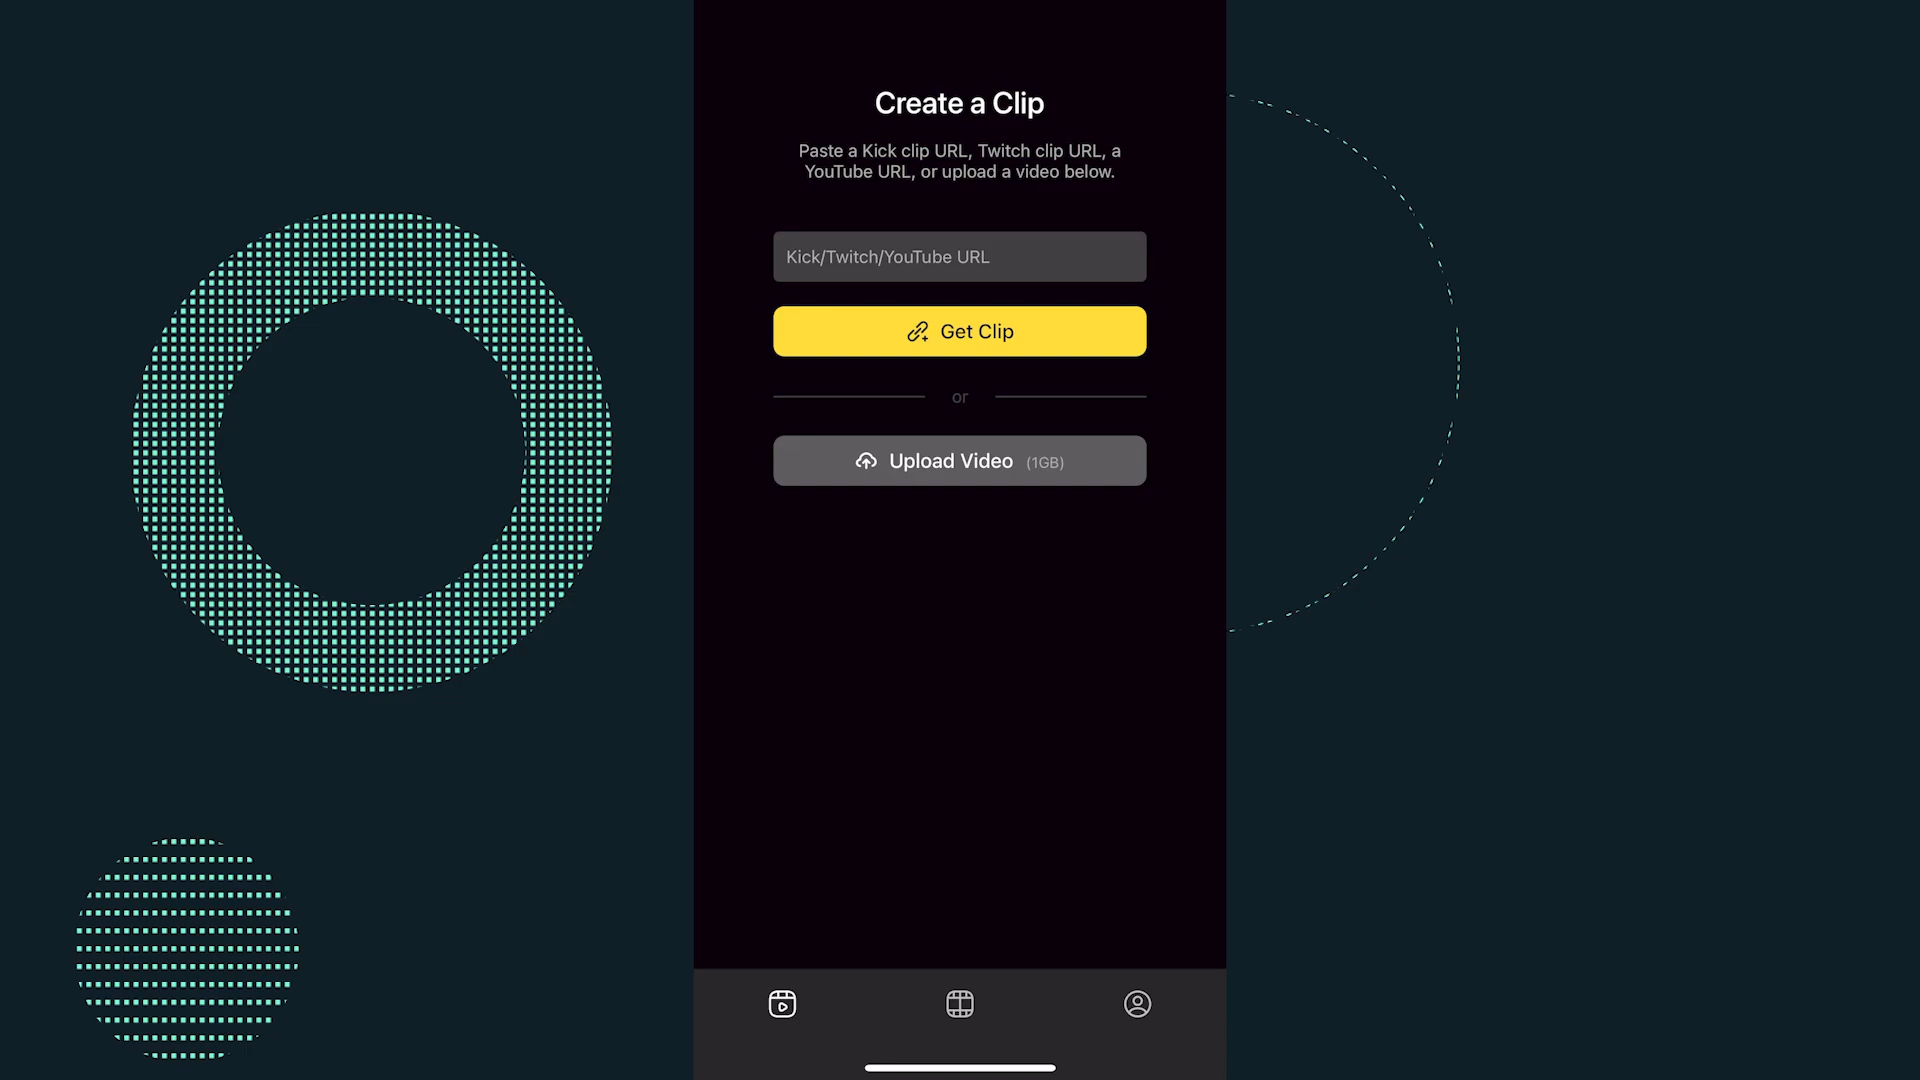 Create a Clip
Paste a Kick clip URL, Twitch clip URL, a
YouTube URL, or upload a video below.
Kick/Twitch/YouTube URL
Get Clip
or
Upload Video (1GB)